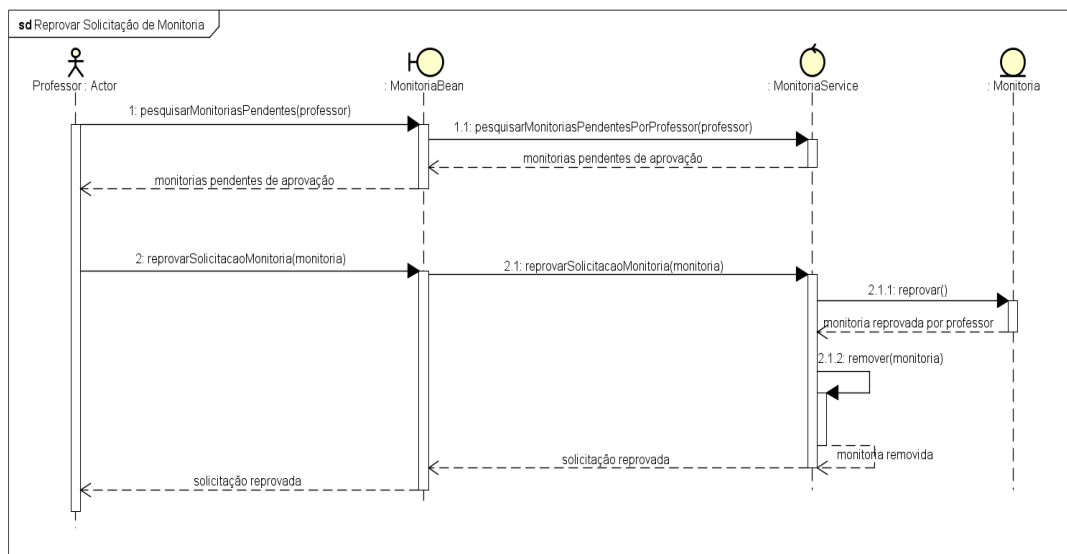 sd Reprovar Solicitação de Monitoria
Professor : Actor
: MonitoriaBean
: MonitoriaService
: Monitoria
1: pesquisarMonitoriasPendentes(professor)
1.1: pesquisarMonitoriasPendentesPorProfessor(professor)
monitorias pendentes de aprovação
monitorias pendentes de aprovação
2: reprovarSolicitacaoMonitoria(monitoria)
2.1: reprovarSolicitacaoMonitoria(monitoria)
2.1.1: reprovar()
monitoria reprovada por professor
2.1.2: remover(monitoria)
monitoria removida
solicitação reprovada
solicitação reprovada